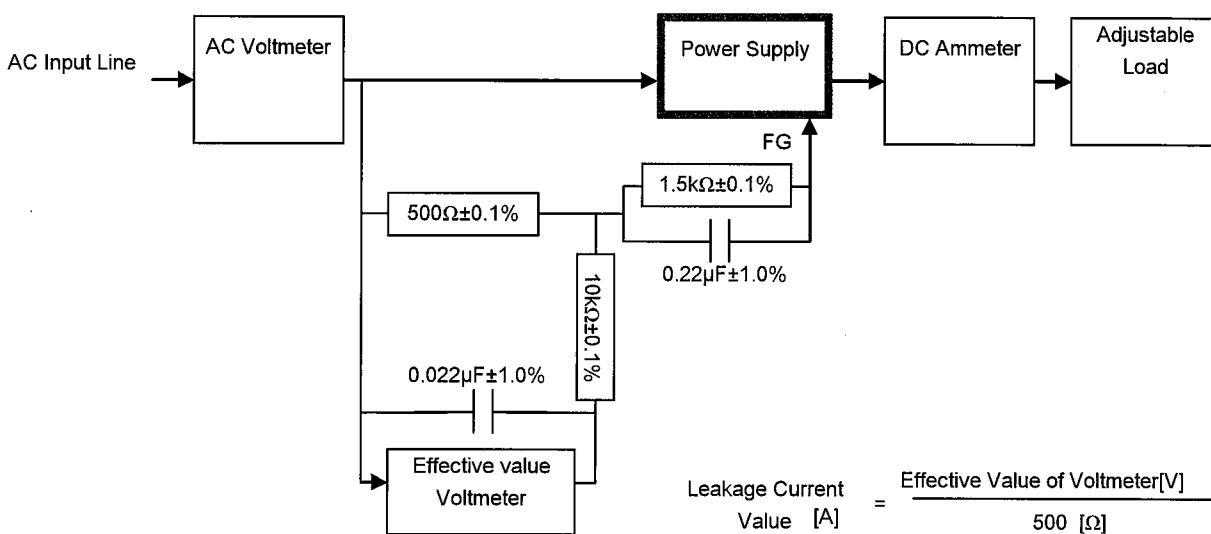 AC Input Line
AC Voltmeter
Power Supply
DC Ammeter
Adjustable
Load
FG
1.5kΩ±0.1%
500Ω±0.1%
0.22μF±1.0%
10kΩ±0.1%
0.022μF±1.0%
Effective value
Voltmeter
Leakage Current
Value [A]
=
Effective Value of Voltmeter[V]
500 [Ω]